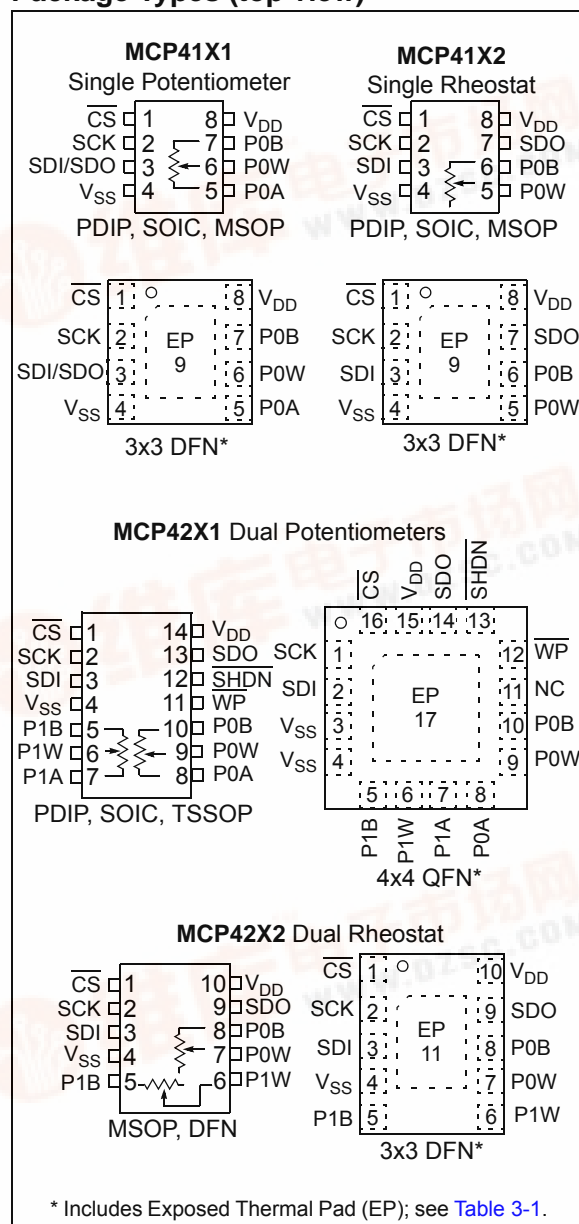 Package Types (top view)
MCP41X1
Single Potentiometer
CS 1 8 VDD
SCK 2 7 P0B
SDI/SDO 3 6 P0W
VSS 4 5 P0A
PDIP, SOIC, MSOP
MCP41X2
Single Rheostat
CS 1 8 VDD
SCK 2 7 SDO
SDI 3 6 P0B
VSS 4 5 P0W
PDIP, SOIC, MSOP
CS 1 8 VDD
SCK 2 EP 7 P0B
SDI/SDO 3 9 6 P0W
VSS 4 5 P0A
3x3 DFN*
CS 1 8 VDD
SCK 2 EP 7 SDO
SDI 3 9 6 P0B
VSS 4 5 P0W
3x3 DFN*
MCP42X1 Dual Potentiometers
CS 1 14 VDD
SCK 2 13 SDO
SDI 3 12 SHDN
VSS 4 11 WP
P1B 5 10 P0B
P1W 6 9 P0W
P1A 7 8 P0A
PDIP, SOIC, TSSOP
CS VDD SDO SHDN
16 15 14 13
SCK 1 12 WP
SDI 2 EP 11 NC
VSS 3 17 10 P0B
VSS 4 9 P0W
5 6 7 8
P1B P1W P1A P0A
4x4 QFN*
MCP42X2 Dual Rheostat
CS 1 10 VDD
SCK 2 9 SDO
SDI 3 8 P0B
VSS 4 7 P0W
P1B 5 6 P1W
MSOP, DFN
CS 1 10 VDD
SCK 2 9 SDO
SDI 3 EP 8 P0B
VSS 4 11 7 P0W
P1B 5 6 P1W
3x3 DFN*
* Includes Exposed Thermal Pad (EP); see Table 3-1.